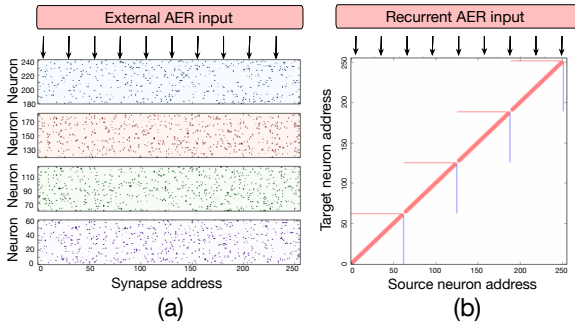 External AER input
Neuron
240
220
200
180
Neuron
170
150
130
Neuron
110
90
70
Neuron
60
40
20
0
0 50 100 150 200 250
Synapse address
(a)
Recurrent AER input
Target neuron address
250
200
150
100
50
0
0 50 100 150 200 250
Source neuron address
(b)